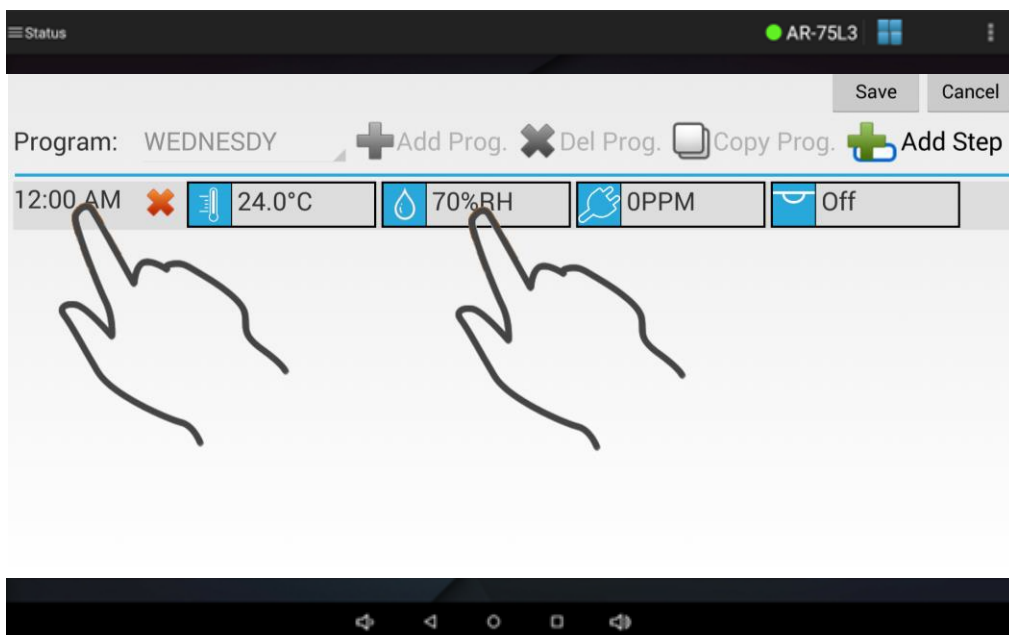 Status AR-75L3
Save Cancel
Program: WEDNESDY Add Prog. Del Prog. Copy Prog. Add Step
12:00 AM 24.0°C 70%RH 0PPM Off